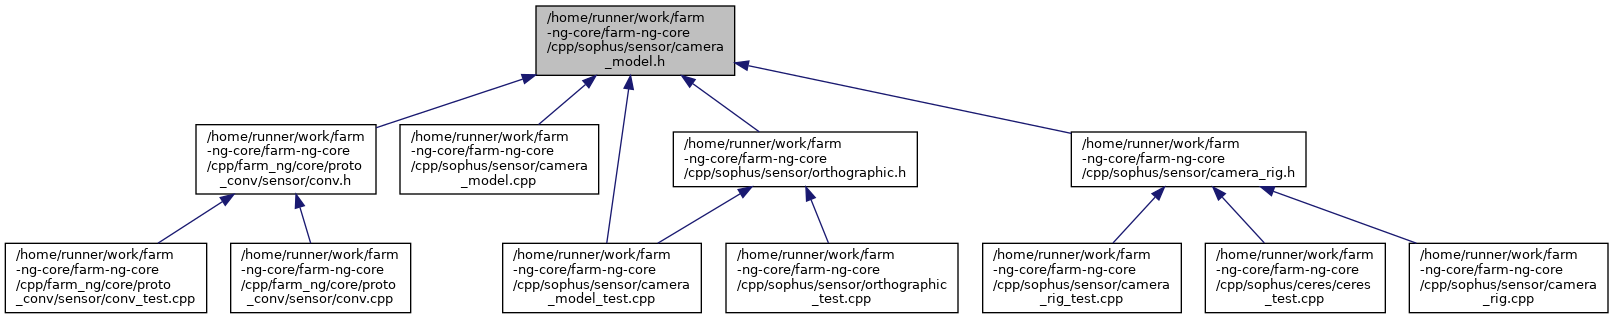 /home/runner/work/farm
-ng-core/farm-ng-core
/cpp/sophus/sensor/camera
_model.h
/home/runner/work/farm
-ng-core/farm-ng-core
/cpp/farm_ng/core/proto
_conv/sensor/conv.h
/home/runner/work/farm
-ng-core/farm-ng-core
/cpp/sophus/sensor/camera
_model.cpp
/home/runner/work/farm
-ng-core/farm-ng-core
/cpp/sophus/sensor/orthographic.h
/home/runner/work/farm
-ng-core/farm-ng-core
/cpp/sophus/sensor/camera_rig.h
/home/runner/work/farm
-ng-core/farm-ng-core
/cpp/farm_ng/core/proto
_conv/sensor/conv_test.cpp
/home/runner/work/farm
-ng-core/farm-ng-core
/cpp/farm_ng/core/proto
_conv/sensor/conv.cpp
/home/runner/work/farm
-ng-core/farm-ng-core
/cpp/sophus/sensor/camera
_model_test.cpp
/home/runner/work/farm
-ng-core/farm-ng-core
/cpp/sophus/sensor/orthographic
_test.cpp
/home/runner/work/farm
-ng-core/farm-ng-core
/cpp/sophus/sensor/camera
_rig_test.cpp
/home/runner/work/farm
-ng-core/farm-ng-core
/cpp/sophus/ceres/ceres
_test.cpp
/home/runner/work/farm
-ng-core/farm-ng-core
/cpp/sophus/sensor/camera
_rig.cpp